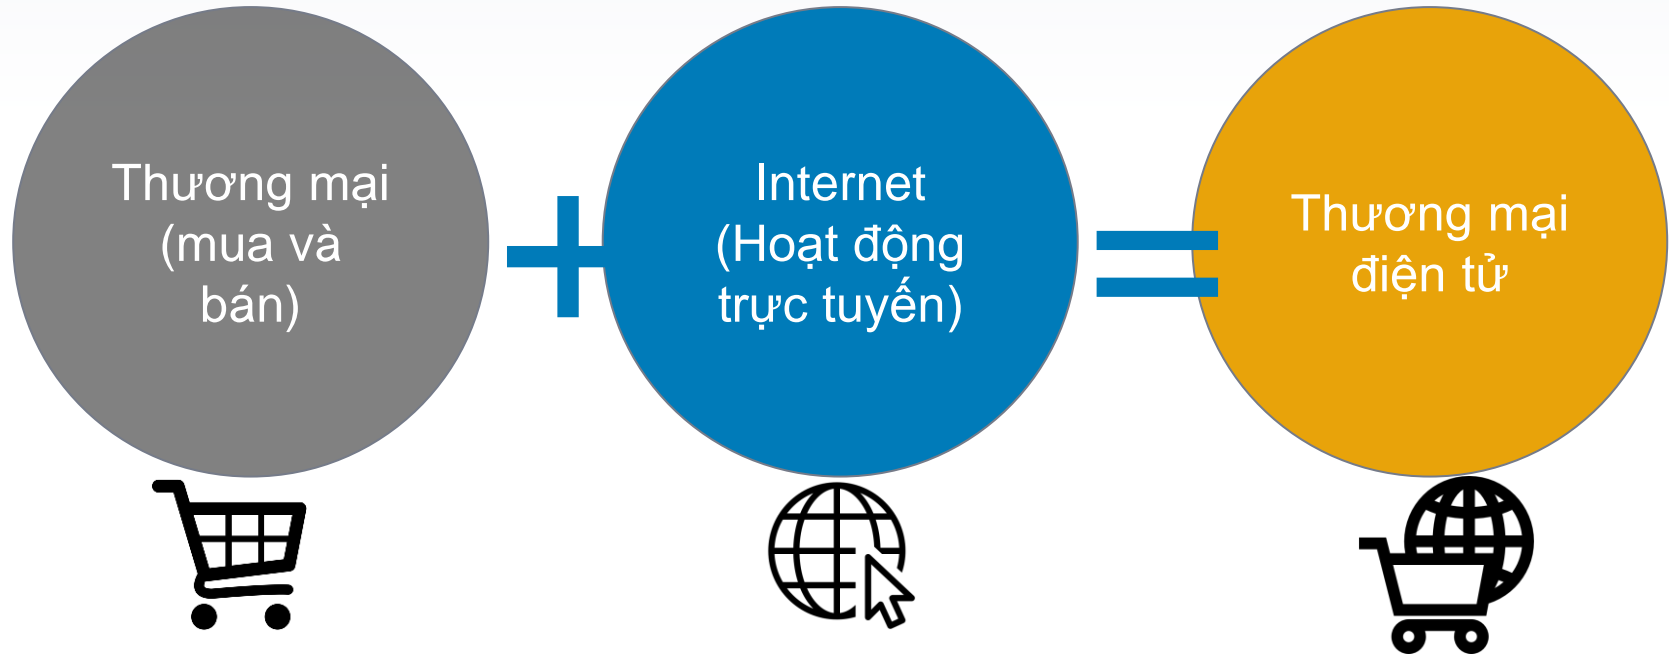 Thương mại
(mua và
bán)
Internet
(Hoạt động
trực tuyến)
Thương mại
điện tử